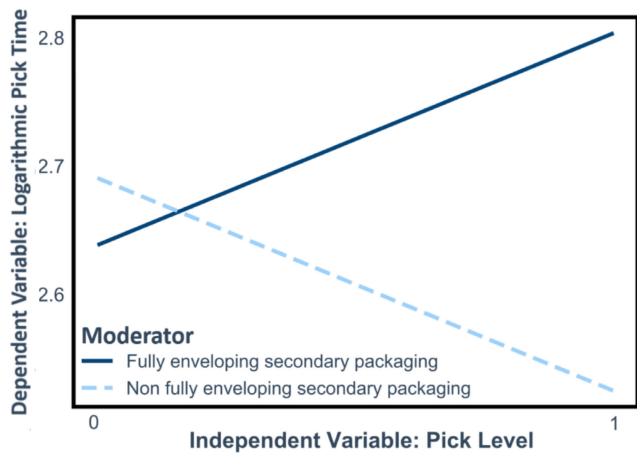 Dependent Variable: Logarithmic Pick Time
2.8
2.7
2.6
Moderator
Fully enveloping secondary packaging
Non fully enveloping secondary packaging
0
1
Independent Variable: Pick Level